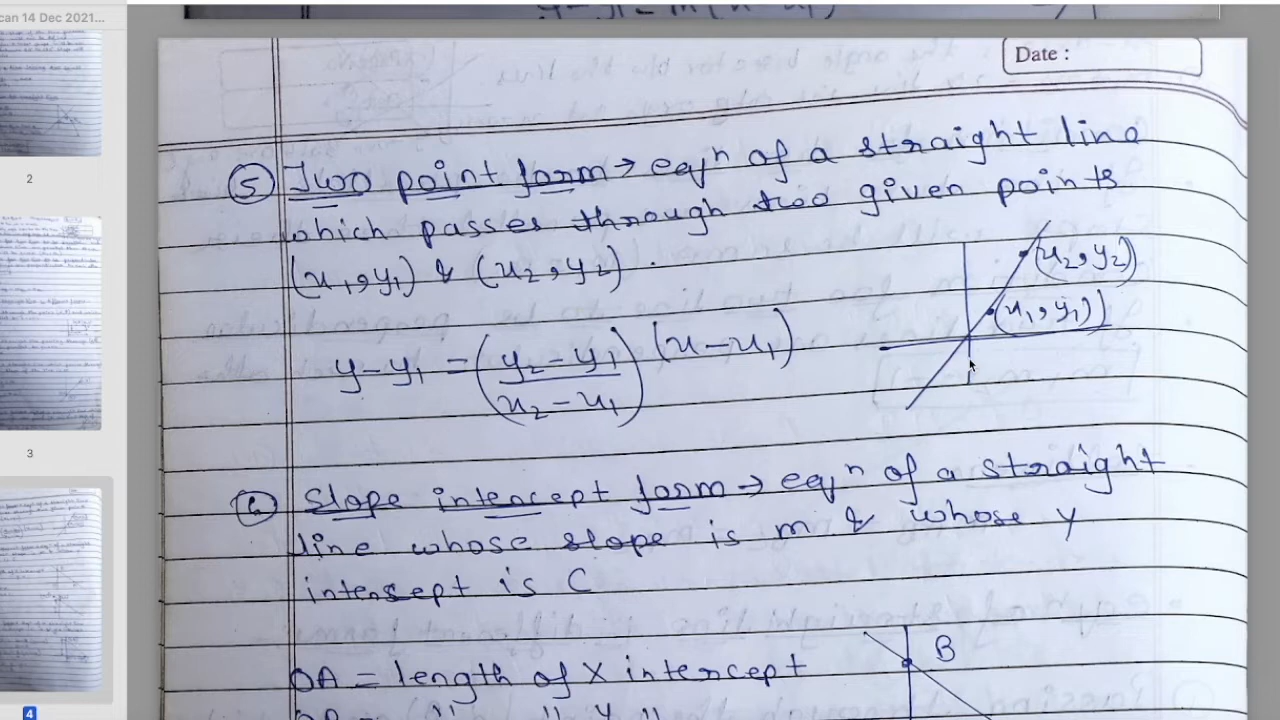 can 14 Dec 2021...
Date :
⑤ Two point form → eqⁿ of a straight line
which passes through two given points
(x₁, y₁) & (x₂, y₂) .
(x₂, y₂)
(x₁, y₁)
y - y₁ = ((y₂ - y₁)/(x₂ - x₁)) (x - x₁)
2
3
⑥ Slope intercept form → eqⁿ of a straight
line whose slope is m & whose y
intersept is C
OA = length of X intercept
B
4